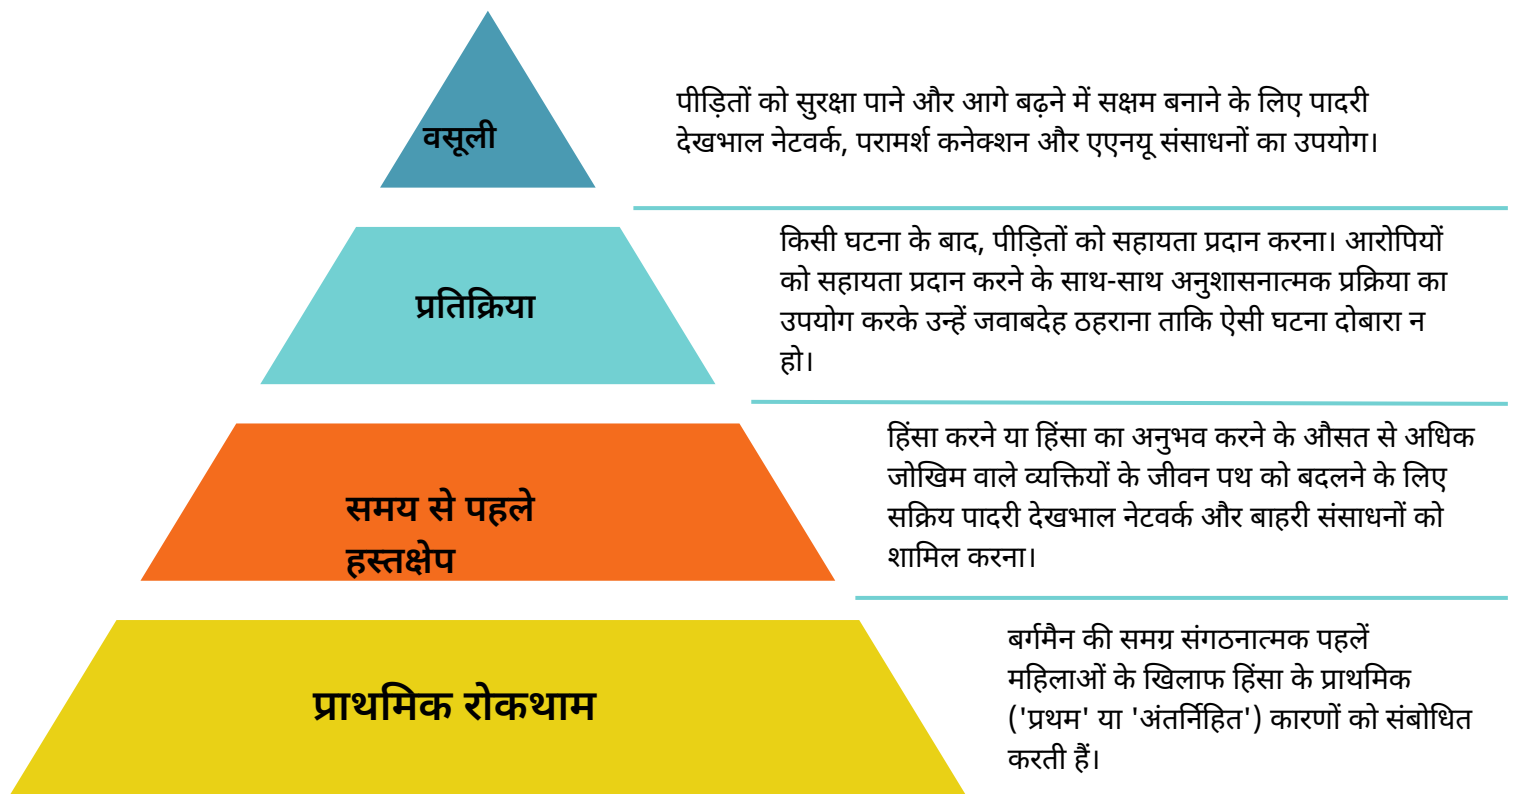 वसूली
पीड़ितों को सुरक्षा पाने और आगे बढ़ने में सक्षम बनाने के लिए पादरी
देखभाल नेटवर्क, परामर्श कनेक्शन और एएनयू संसाधनों का उपयोग।
प्रतिक्रिया
किसी घटना के बाद, पीड़ितों को सहायता प्रदान करना। आरोपियों
को सहायता प्रदान करने के साथ-साथ अनुशासनात्मक प्रक्रिया का
उपयोग करके उन्हें जवाबदेह ठहराना ताकि ऐसी घटना दोबारा न
हो।
समय से पहले
हस्तक्षेप
हिंसा करने या हिंसा का अनुभव करने के औसत से अधिक
जोखिम वाले व्यक्तियों के जीवन पथ को बदलने के लिए
सक्रिय पादरी देखभाल नेटवर्क और बाहरी संसाधनों को
शामिल करना।
प्राथमिक रोकथाम
बर्गमैन की समग्र संगठनात्मक पहलें
महिलाओं के खिलाफ हिंसा के प्राथमिक
('प्रथम' या 'अंतर्निहित') कारणों को संबोधित
करती हैं।